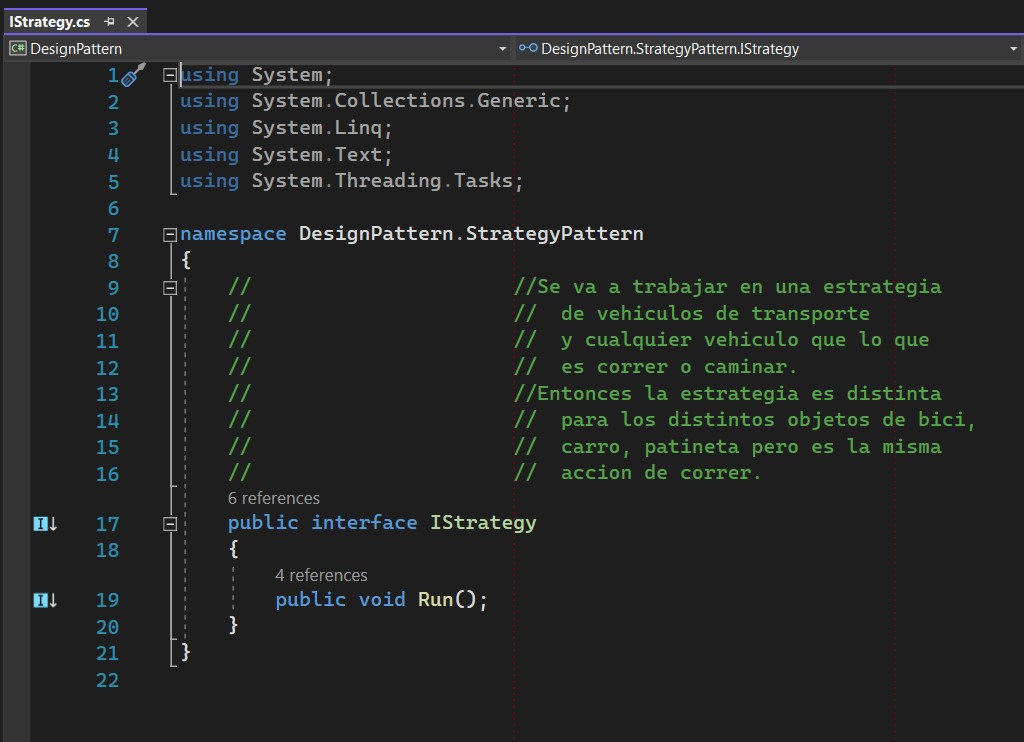 IStrategy.cs
C# DesignPattern DesignPattern.StrategyPattern.IStrategy
1 using System;
2 using System.Collections.Generic;
3 using System.Linq;
4 using System.Text;
5 using System.Threading.Tasks;
6
7 namespace DesignPattern.StrategyPattern
8 {
9 // //Se va a trabajar en una estrategia
10 // // de vehiculos de transporte
11 // // y cualquier vehiculo que lo que
12 // // es correr o caminar.
13 // //Entonces la estrategia es distinta
14 // // para los distintos objetos de bici,
15 // // carro, patineta pero es la misma
16 // // accion de correr.
6 references
17 public interface IStrategy
18 {
4 references
19 public void Run();
20 }
21 }
22